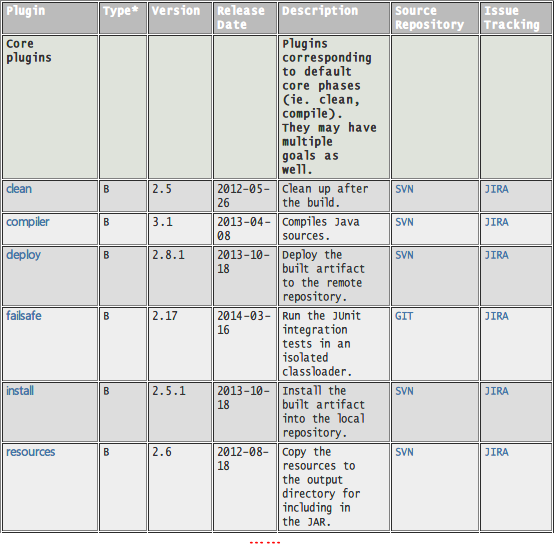 Plugin
Type*
Version
Release
Date
Description
Source
Repository
Issue
Tracking
Core
plugins
Plugins
corresponding
to default
core phases
(ie. clean,
compile).
They may have
multiple
goals as
well.
clean
B
2.5
2012-05-
26
Clean up after
the build.
SVN
JIRA
compiler
B
3.1
2013-04-
08
Compiles Java
sources.
SVN
JIRA
deploy
B
2.8.1
2013-10-
18
Deploy the
built artifact
to the remote
repository.
SVN
JIRA
failsafe
B
2.17
2014-03-
16
Run the JUnit
integration
tests in an
isolated
classloader.
GIT
JIRA
install
B
2.5.1
2013-10-
18
Install the
built artifact
into the local
repository.
SVN
JIRA
resources
B
2.6
2012-08-
18
Copy the
resources to
the output
directory for
including in
the JAR.
SVN
JIRA